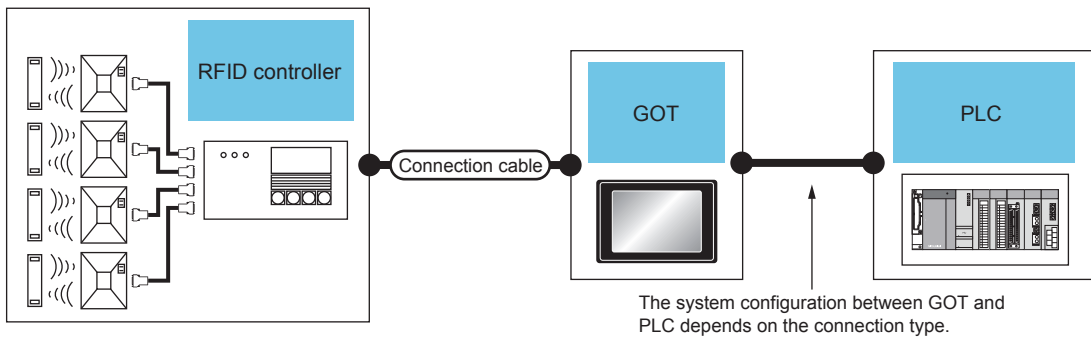 RFID controller
Connection cable
GOT
PLC
The system configuration between GOT and
PLC depends on the connection type.